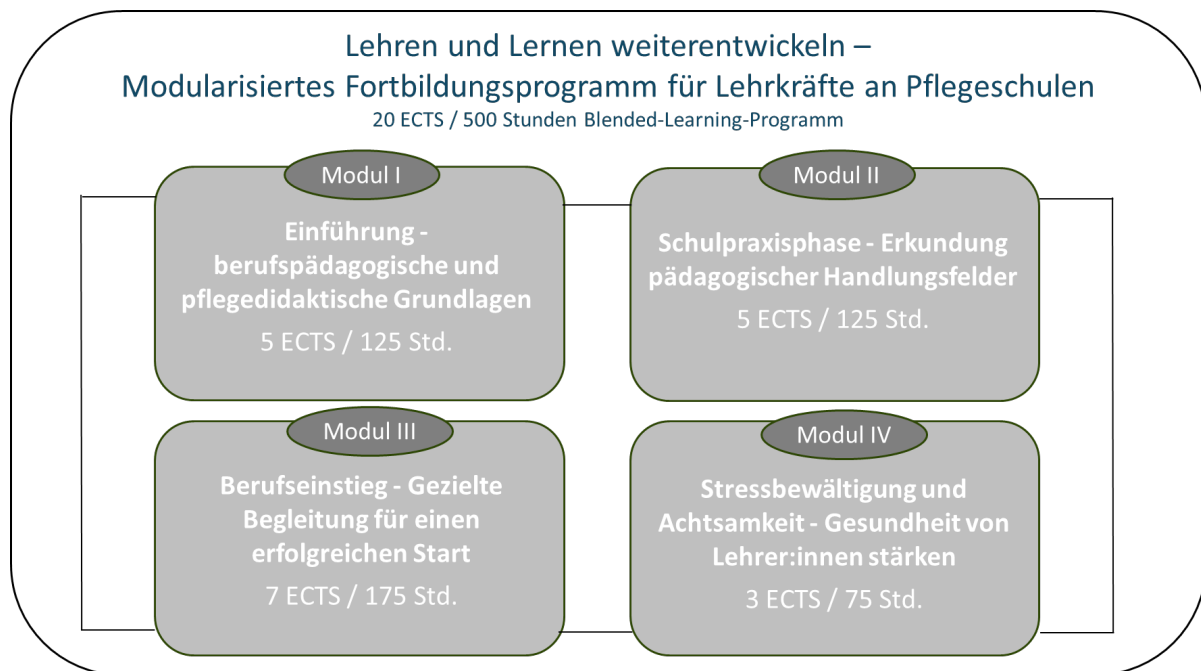 Lehren und Lernen weiterentwickeln –
Modularisiertes Fortbildungsprogramm für Lehrkräfte an Pflegeschulen
20 ECTS / 500 Stunden Blended-Learning-Programm
Modul I
Einführung -
berufspädagogische und
pflegedidaktische Grundlagen
5 ECTS / 125 Std.
Modul II
Schulpraxisphase - Erkundung
pädagogischer Handlungsfelder
5 ECTS / 125 Std.
Modul III
Berufseinstieg - Gezielte
Begleitung für einen
erfolgreichen Start
7 ECTS / 175 Std.
Modul IV
Stressbewältigung und
Achtsamkeit - Gesundheit von
Lehrer:innen stärken
3 ECTS / 75 Std.